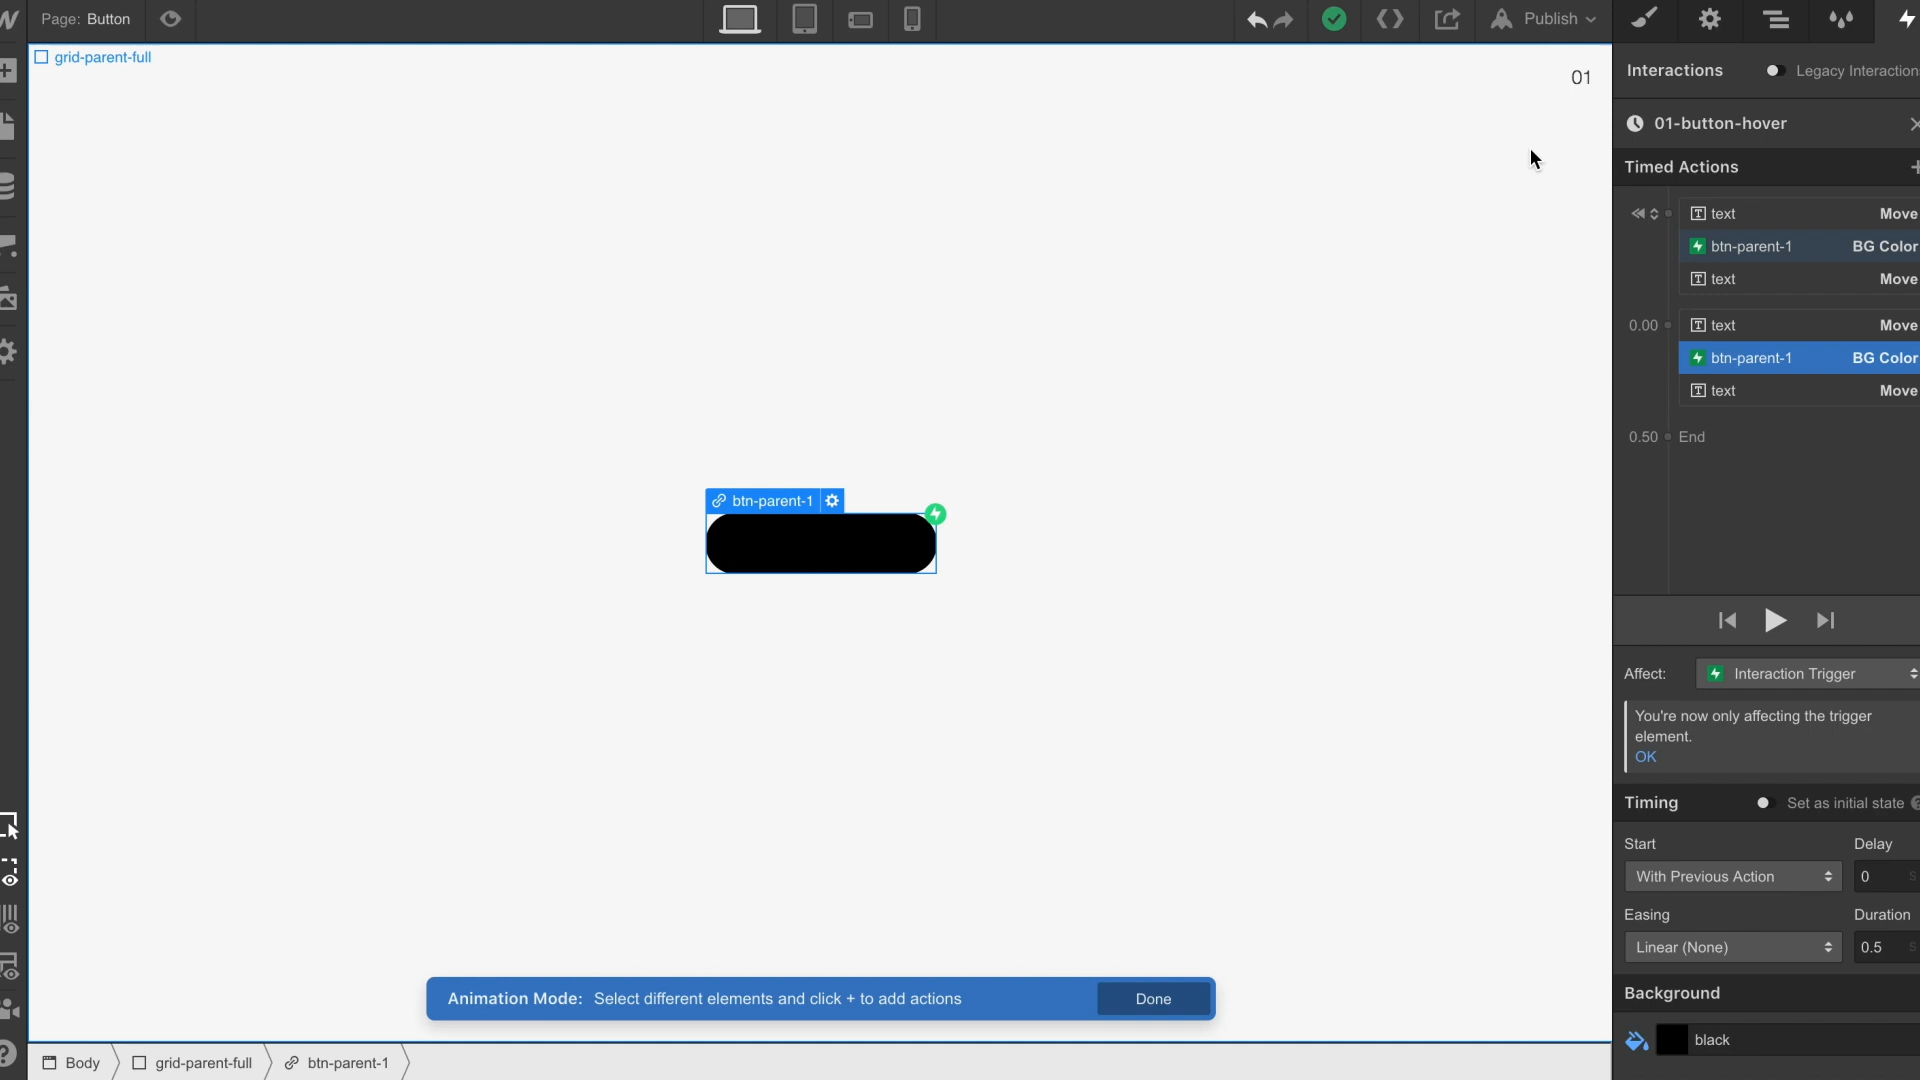 Page: Button
Publish
grid-parent-full
01
Interactions
Legacy Interactions
01-button-hover
Timed Actions
text Move
btn-parent-1 BG Color
text Move
0.00 text Move
btn-parent-1 BG Color
text Move
0.50 End
btn-parent-1
Affect: Interaction Trigger
You're now only affecting the trigger
element.
OK
Timing Set as initial state
Start Delay
With Previous Action 0 S
Easing Duration
Linear (None) 0.5 S
Background
black
Animation Mode: Select different elements and click + to add actions Done
Body grid-parent-full btn-parent-1